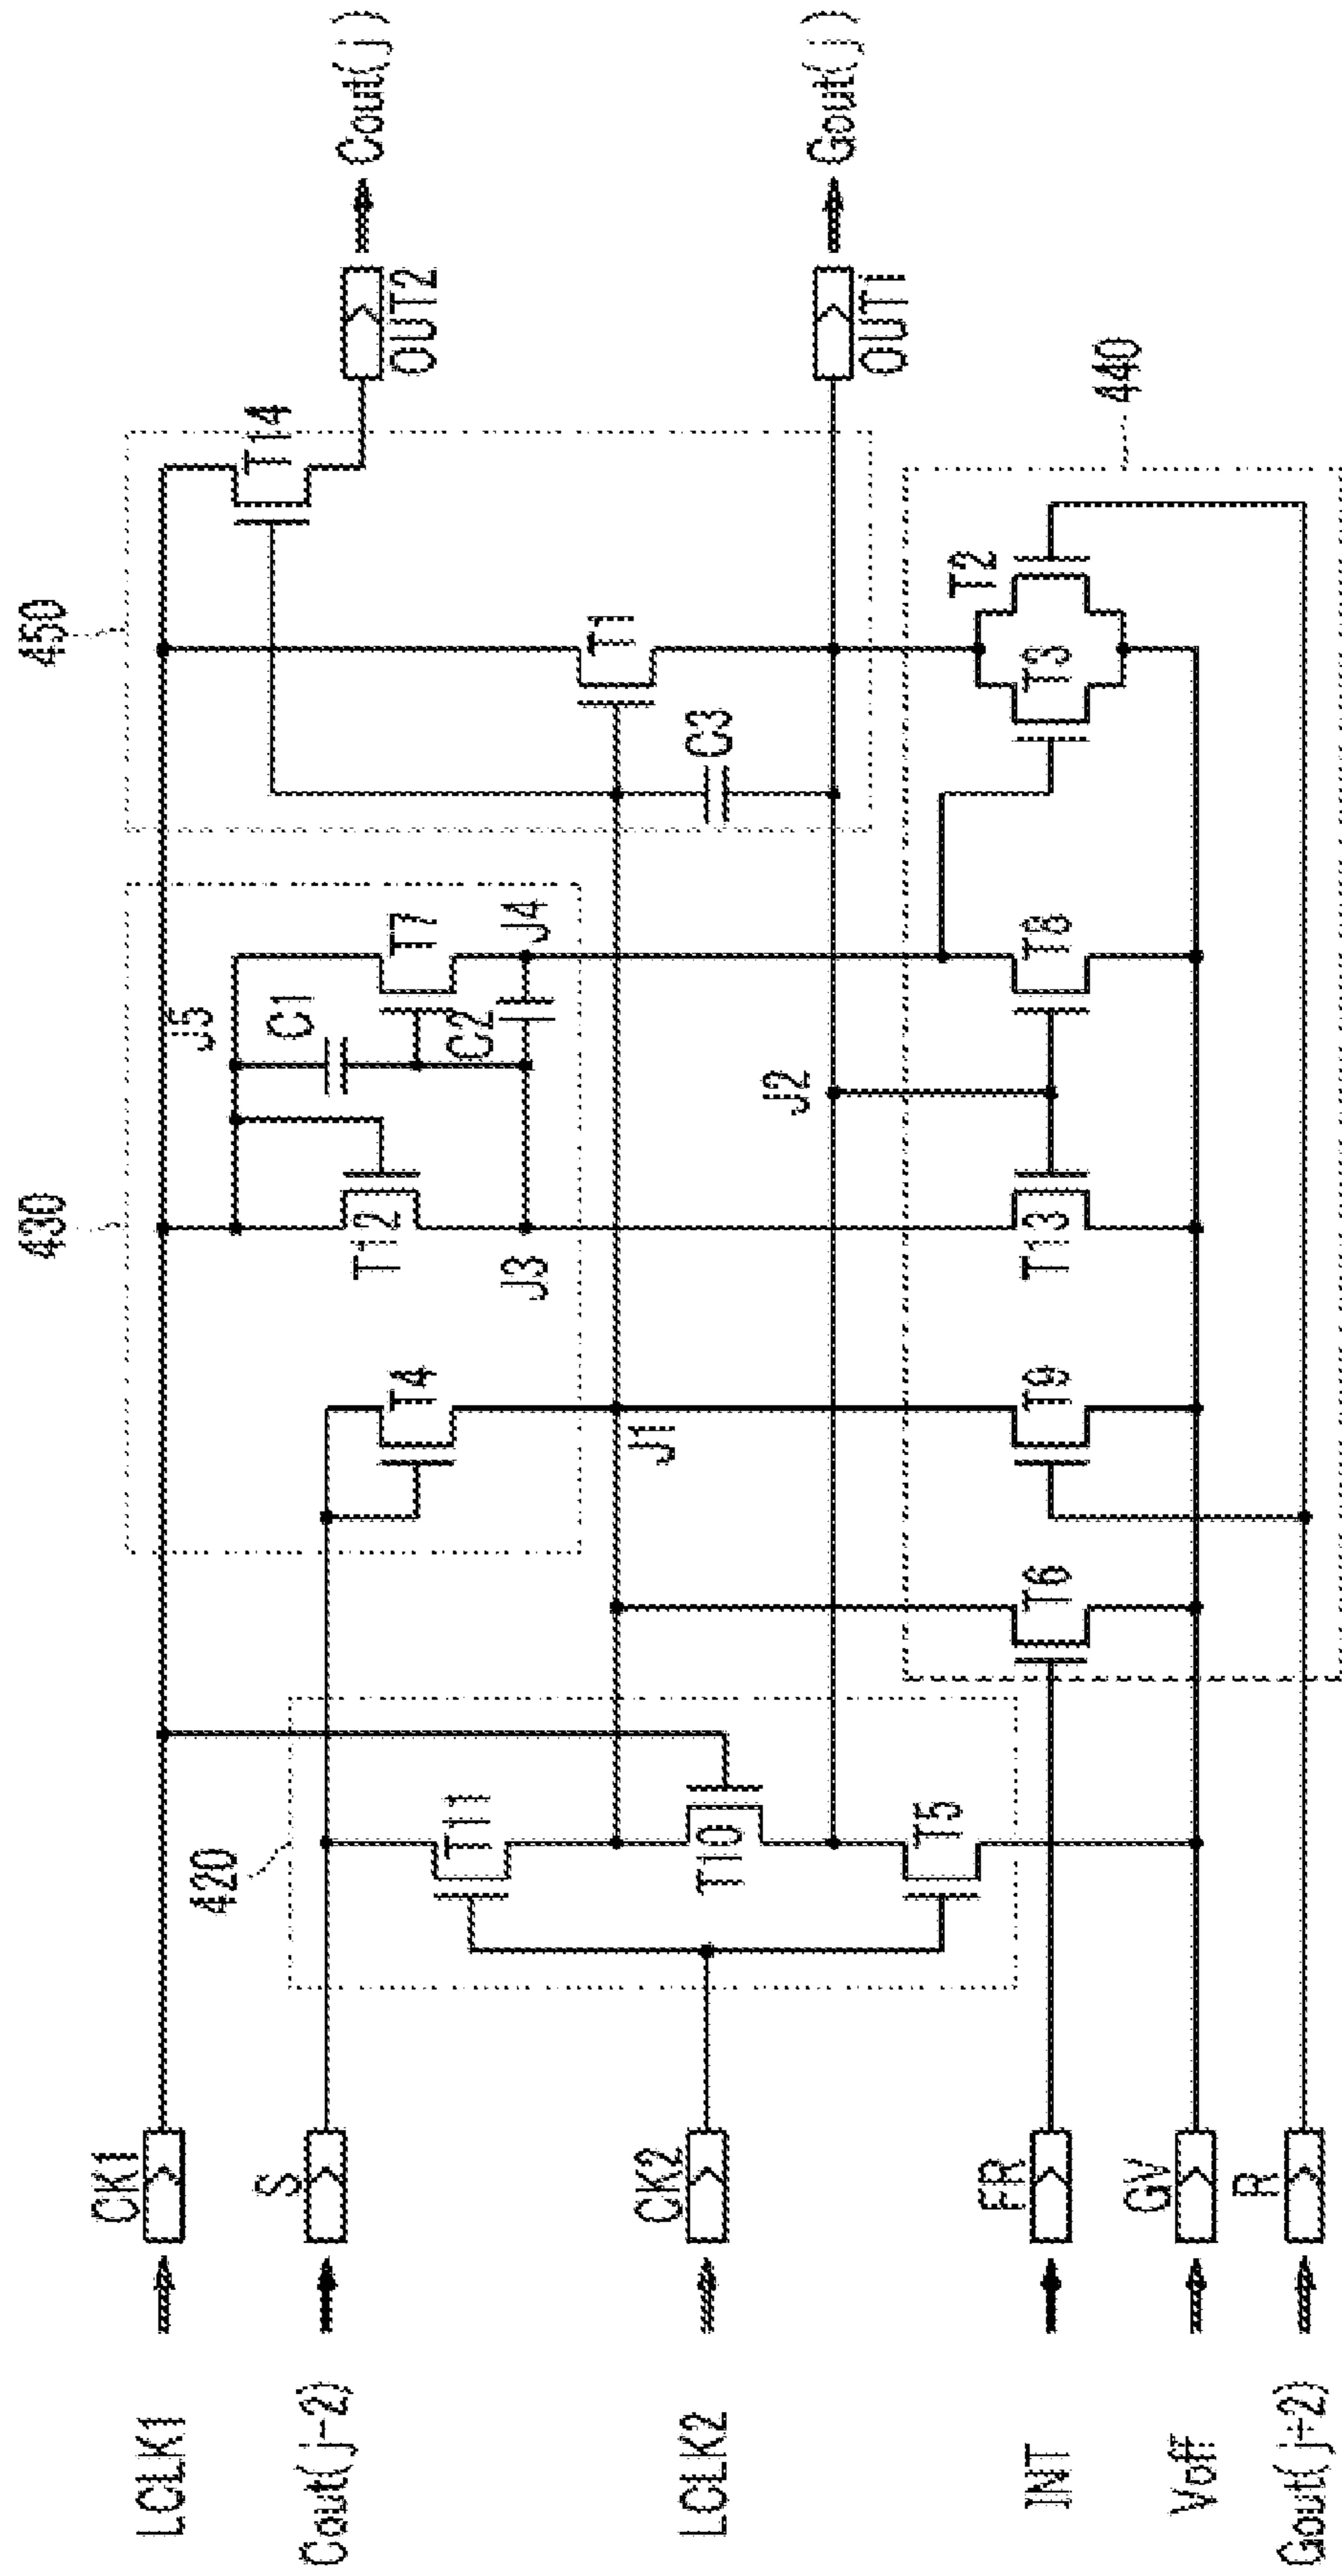 LCLK1
CK1
Cout(j-2)
S
LCLK2
CK2
INT
FR
Voff
GV
Gout(j+2)
R
420
T11
T10
T5
430
T4
T12
J5
C1
T7
C2
J3
J4
J1
J2
450
T14
T1
C3
440
T6
T9
T13
T8
T3
T2
OUT2
Cout(j)
OUT1
Gout(j)